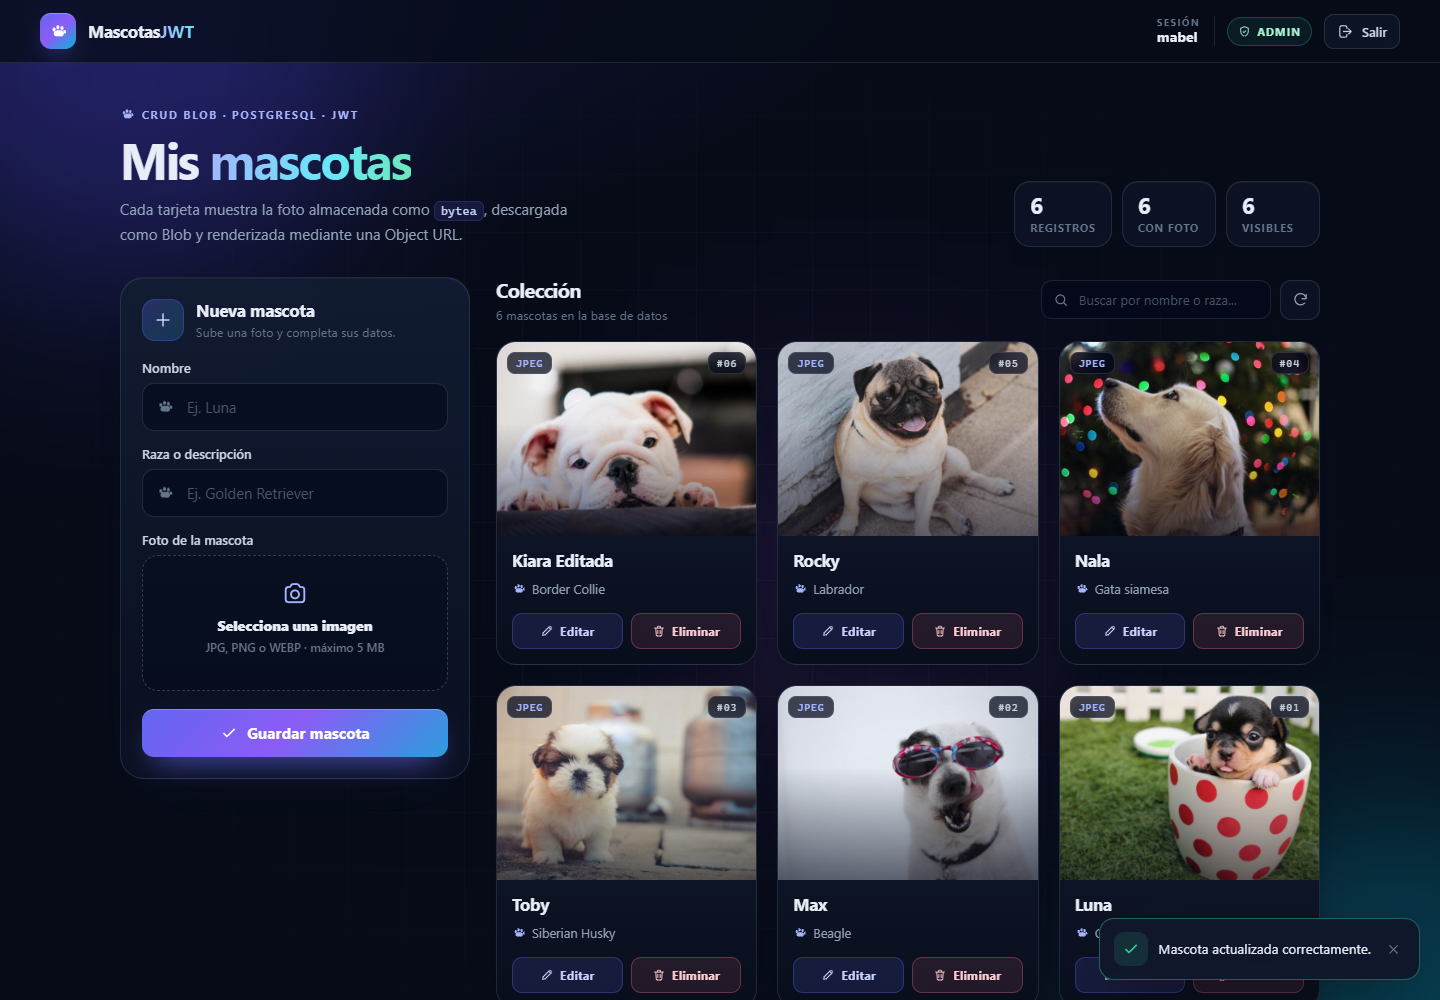 MascotasJWT
SESIÓN
mabel
ADMIN
Salir
CRUD BLOB · POSTGRESQL · JWT
Mis mascotas
Cada tarjeta muestra la foto almacenada como bytea, descargada
como Blob y renderizada mediante una Object URL.
6
REGISTROS
6
CON FOTO
6
VISIBLES
Nueva mascota
Sube una foto y completa sus datos.
Nombre
Ej. Luna
Raza o descripción
Ej. Golden Retriever
Foto de la mascota
Selecciona una imagen
JPG, PNG o WEBP · máximo 5 MB
Guardar mascota
Colección
6 mascotas en la base de datos
Buscar por nombre o raza...
JPEG
#06
Kiara Editada
Border Collie
Editar
Eliminar
JPEG
#05
Rocky
Labrador
Editar
Eliminar
JPEG
#04
Nala
Gata siamesa
Editar
Eliminar
JPEG
#03
Toby
Siberian Husky
Editar
Eliminar
JPEG
#02
Max
Beagle
Editar
Eliminar
JPEG
#01
Luna
Mascota actualizada correctamente.